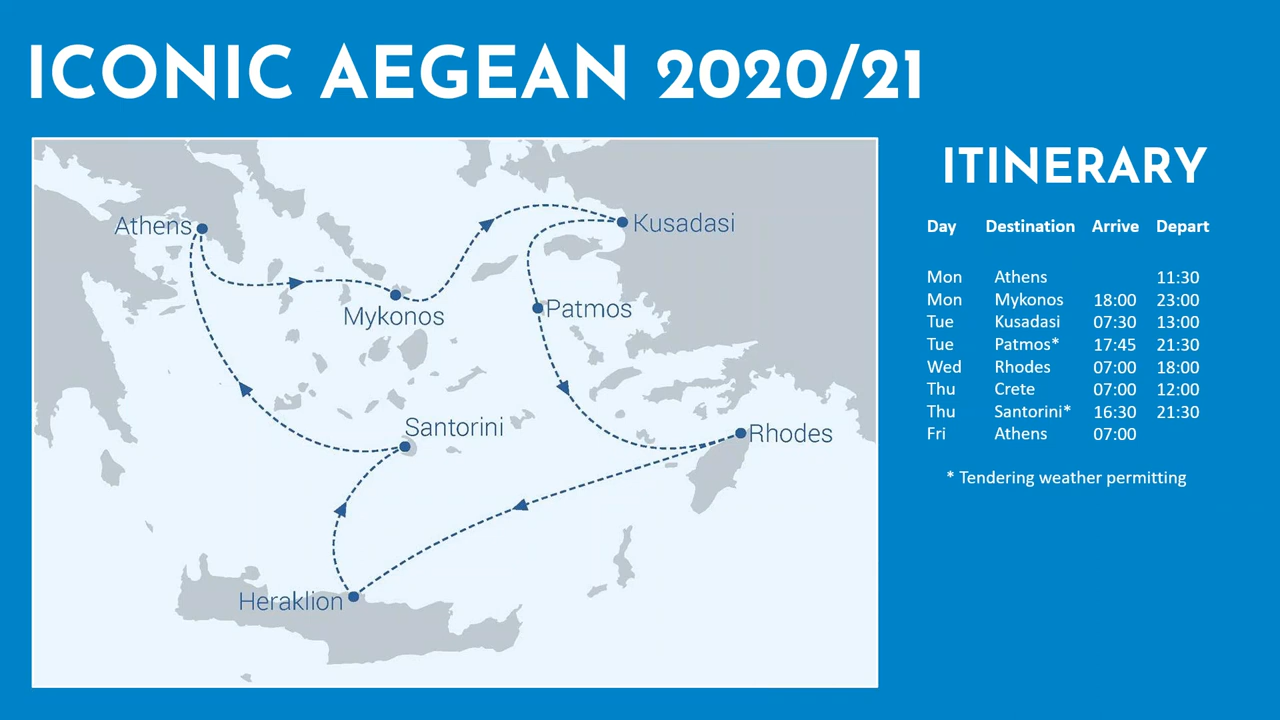 ICONIC AEGEAN 2020/21
ITINERARY
Athens
Kusadasi
Mykonos
Patmos
Santorini
Rhodes
Heraklion
Day Destination Arrive Depart
Mon Athens 11:30
Mon Mykonos 18:00 23:00
Tue Kusadasi 07:30 13:00
Tue Patmos* 17:45 21:30
Wed Rhodes 07:00 18:00
Thu Crete 07:00 12:00
Thu Santorini* 16:30 21:30
Fri Athens 07:00
* Tendering weather permitting